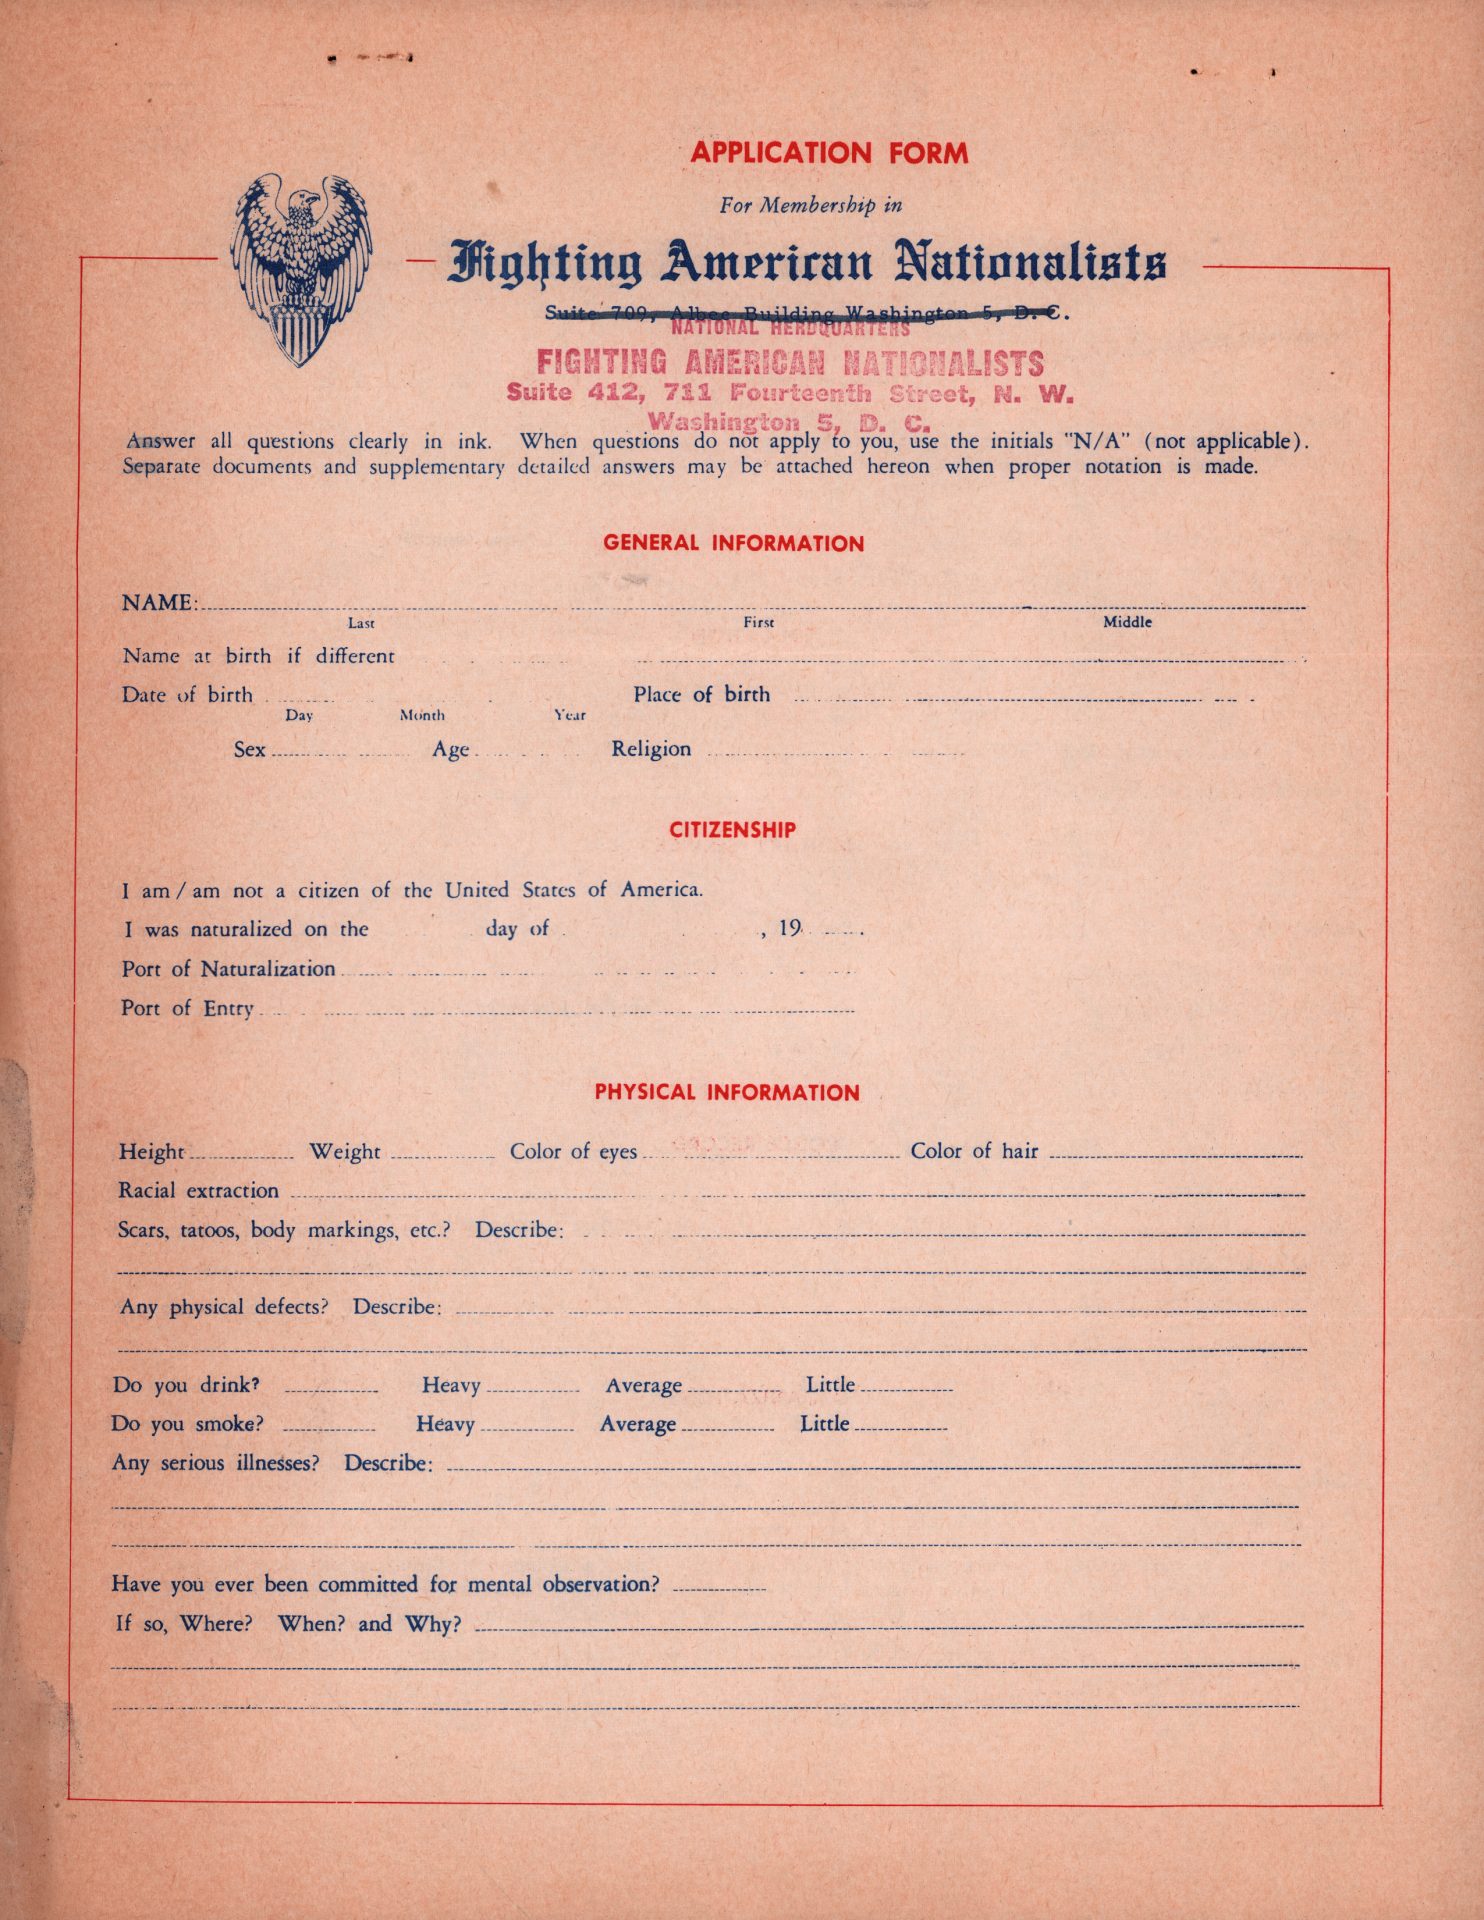 APPLICATION FORM
For Membership in
Fighting American Nationalists
Suite 709, Albee Building Washington 5, D. C.
NATIONAL HEADQUARTERS
FIGHTING AMERICAN NATIONALISTS
Suite 412, 711 Fourteenth Street, N. W.
Washington 5, D. C.
Answer all questions clearly in ink. When questions do not apply to you, use the initials "N/A" (not applicable).
Separate documents and supplementary detailed answers may be attached hereon when proper notation is made.
GENERAL INFORMATION
NAME:
Last First Middle
Name at birth if different
Date of birth Place of birth
Day Month Year
Sex Age Religion
CITIZENSHIP
I am / am not a citizen of the United States of America.
I was naturalized on the day of , 19 .
Port of Naturalization
Port of Entry
PHYSICAL INFORMATION
Height Weight Color of eyes Color of hair
Racial extraction
Scars, tatoos, body markings, etc.? Describe:
Any physical defects? Describe:
Do you drink? Heavy Average Little
Do you smoke? Heavy Average Little
Any serious illnesses? Describe:
Have you ever been committed for mental observation?
If so, Where? When? and Why?